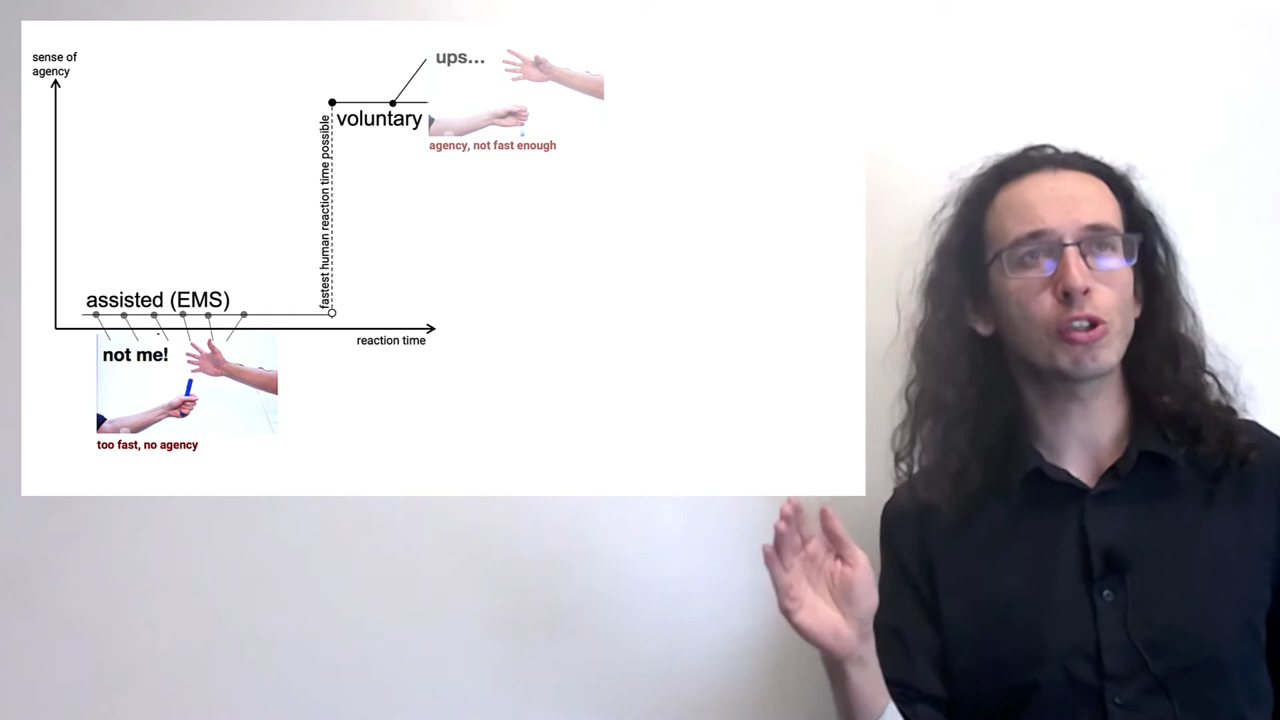 sense of
agency
ups...
voluntary
agency, not fast enough
fastest human reaction time possible
assisted (EMS)
reaction time
not me!
too fast, no agency